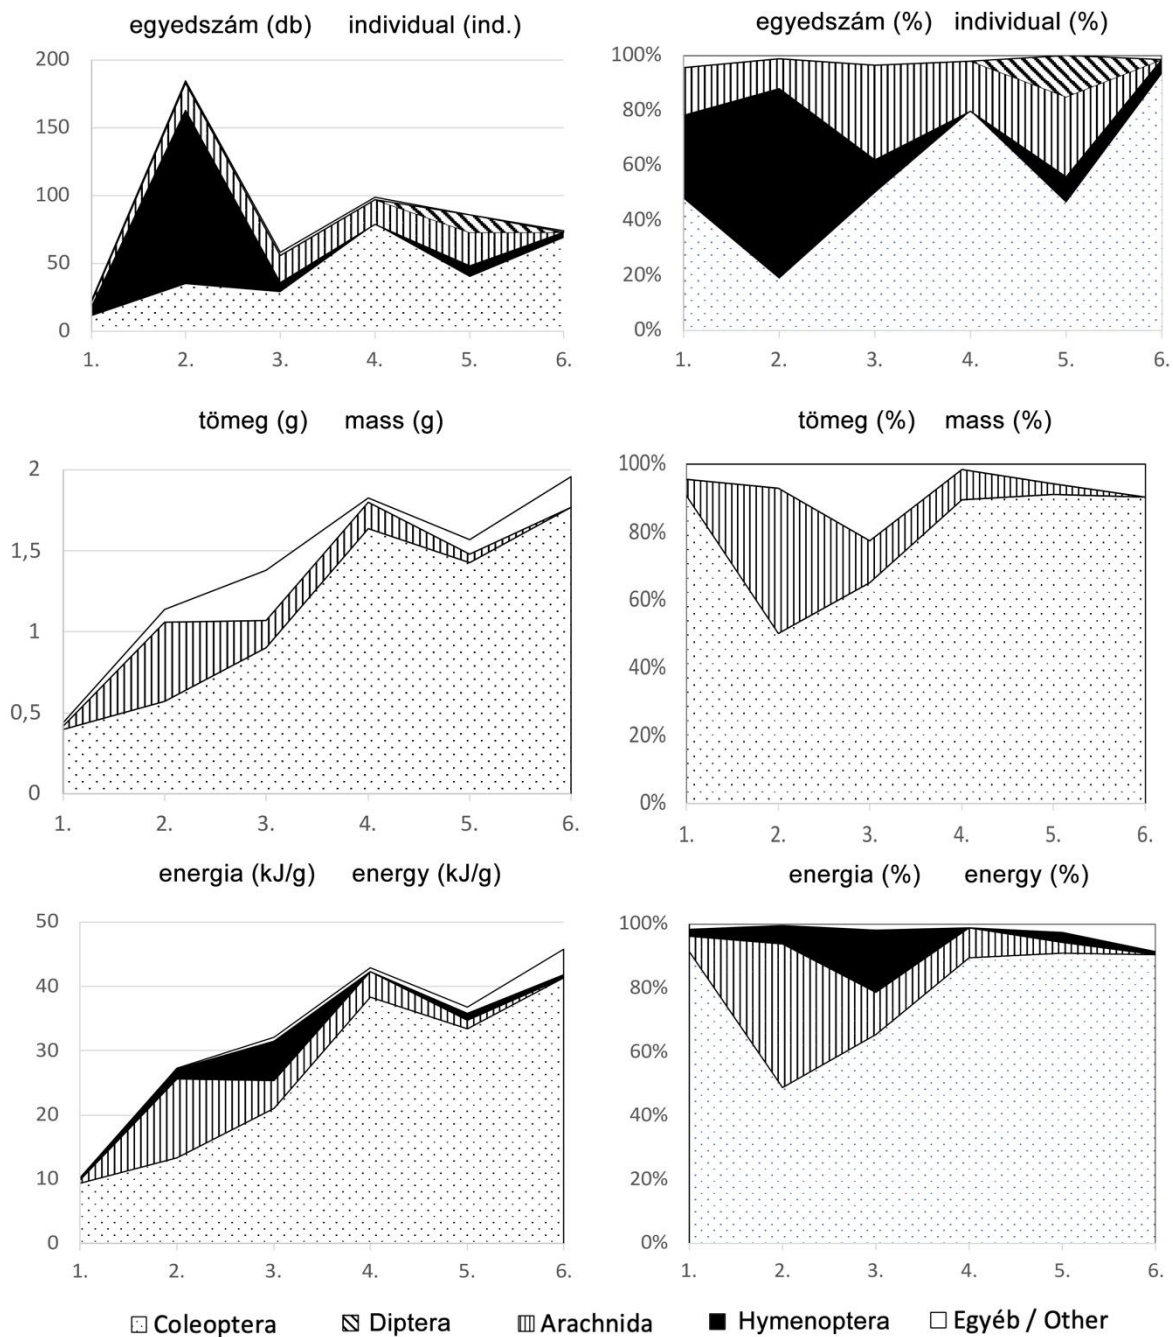 egyedszám (db) individual (ind.)
200
150
100
50
0
1. 2. 3. 4. 5. 6.
egyedszám (%) individual (%)
100%
80%
60%
40%
20%
0%
1. 2. 3. 4. 5. 6.
tömeg (g) mass (g)
2
1,5
1
0,5
0
1. 2. 3. 4. 5. 6.
tömeg (%) mass (%)
100%
80%
60%
40%
20%
0%
1. 2. 3. 4. 5. 6.
energia (kJ/g) energy (kJ/g)
50
40
30
20
10
0
1. 2. 3. 4. 5. 6.
energia (%) energy (%)
100%
80%
60%
40%
20%
0%
1. 2. 3. 4. 5. 6.
Coleoptera Diptera Arachnida Hymenoptera Egyéb / Other